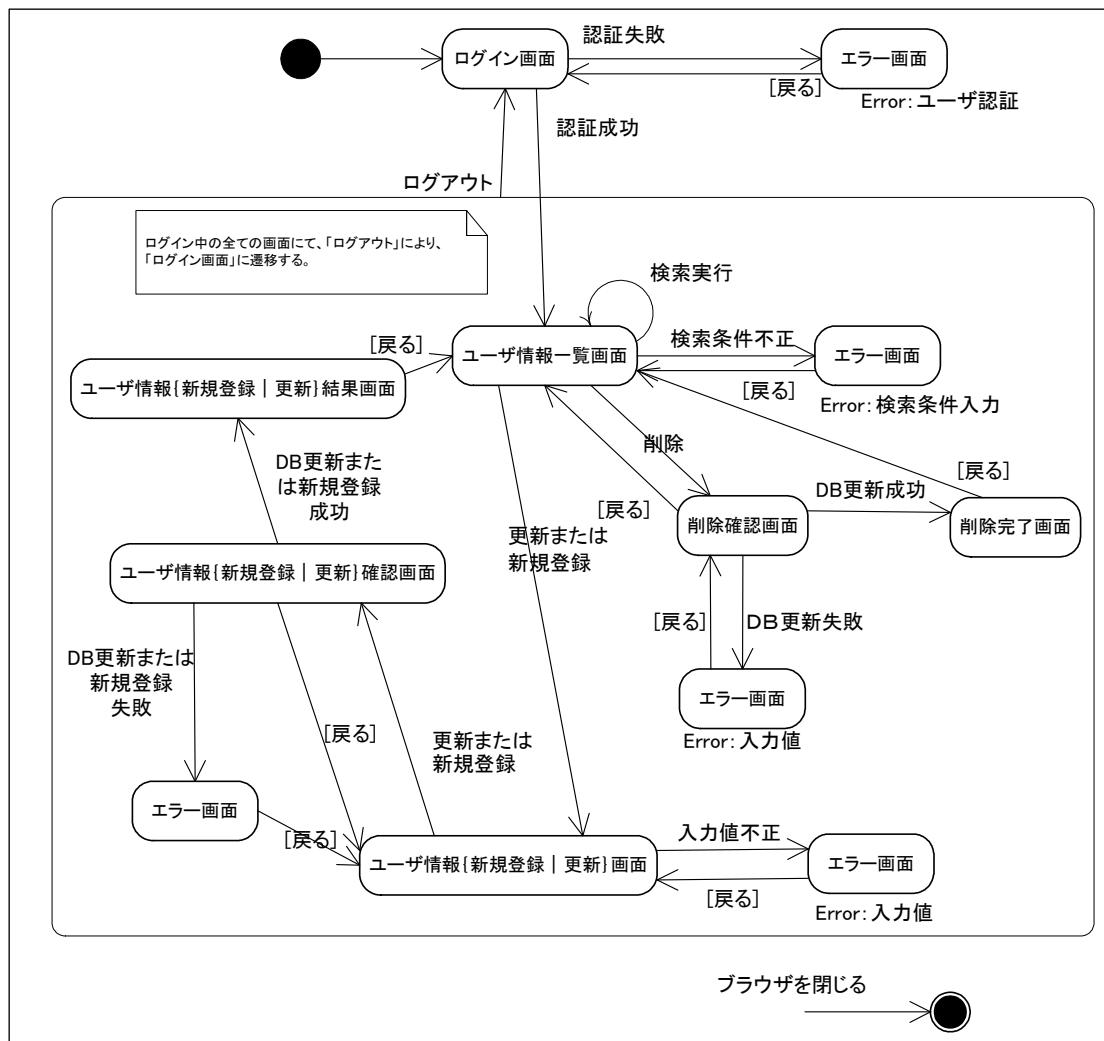 認証失敗
ログイン画面
エラー画面
[戻る]
Error：ユーザ認証
認証成功
ログアウト
ログイン中の全ての画面にて、「ログアウト」により、
「ログイン画面」に遷移する。
検索実行
[戻る]
ユーザ情報一覧画面
検索条件不正
エラー画面
[戻る]
Error：検索条件入力
ユーザ情報{新規登録｜更新}結果画面
削除
DB更新また
は新規登録
成功
[戻る]
DB更新成功
[戻る]
削除確認画面
削除完了画面
更新または
新規登録
ユーザ情報{新規登録｜更新}確認画面
[戻る]
ＤＢ更新失敗
DB更新または
新規登録
失敗
エラー画面
Error：入力値
[戻る]
更新または
新規登録
エラー画面
[戻る]
ユーザ情報{新規登録｜更新}画面
入力値不正
エラー画面
[戻る]
Error：入力値
ブラウザを閉じる